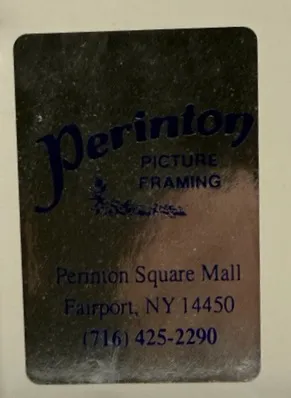 Perinton
PICTURE
FRAMING
Perinton Square Mall
Fairport, NY 14450
(716) 425-2290